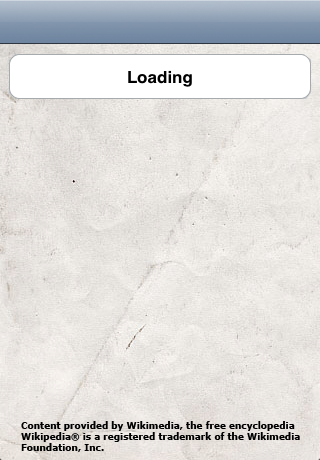 Loading
Content provided by Wikimedia, the free encyclopedia
Wikipedia® is a registered trademark of the Wikimedia
Foundation, Inc.